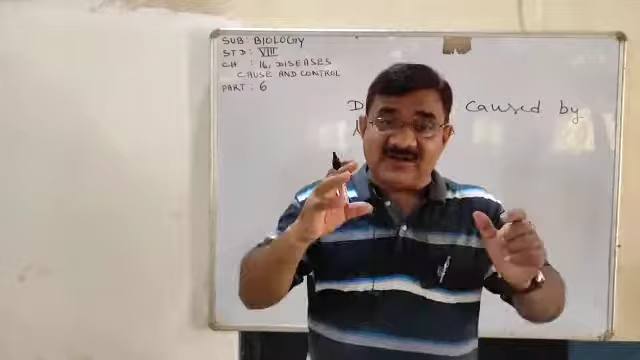 SUB: BIOLOGY
STD: VIII
CH : 16, DISEASES
CAUSE AND CONTROL
PART : 6
D caused by